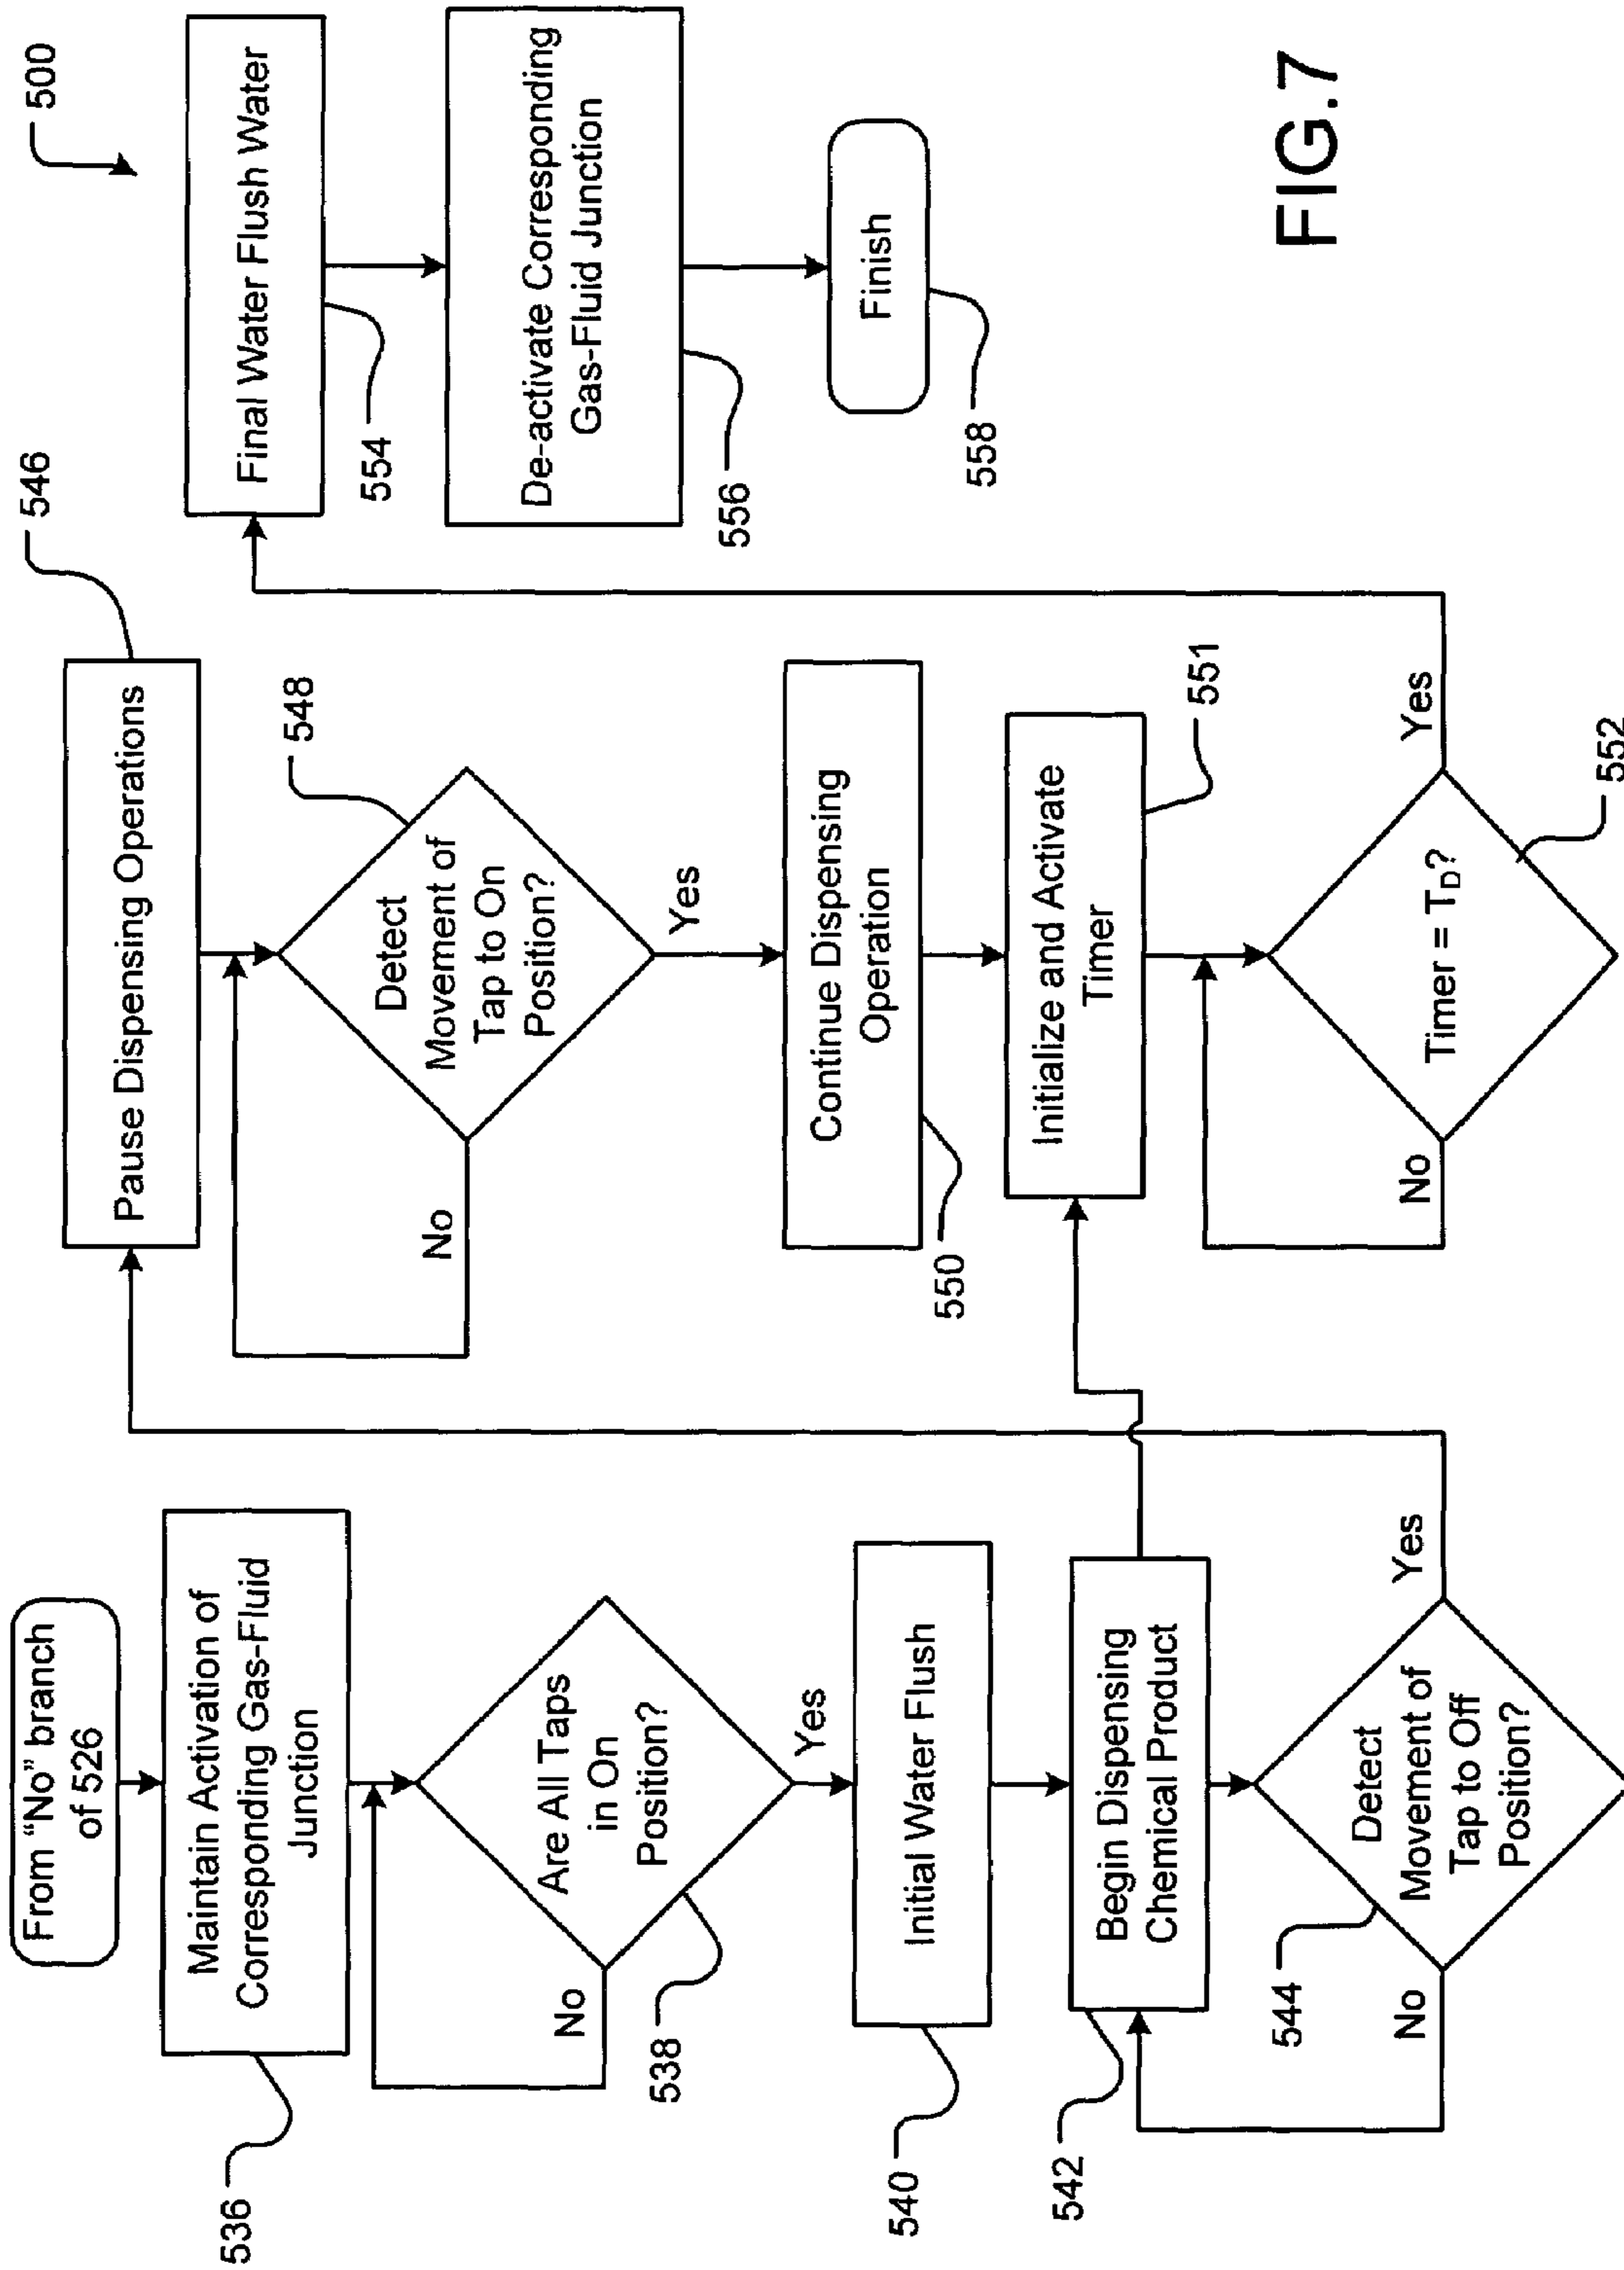 500
From "No" branch
of 526
Maintain Activation of
Corresponding Gas-Fluid
Junction
536
Are All Taps
in On
Position?
No
Yes
538
Initial Water Flush
540
Begin Dispensing
Chemical Product
542
Detect
Movement of
Tap to Off
Position?
No
Yes
544
Pause Dispensing Operations
546
Detect
Movement of
Tap to On
Position?
548
No
Yes
Continue Dispensing
Operation
550
Initialize and Activate
Timer
551
Timer = TD?
No
Yes
552
Final Water Flush Water
554
De-activate Corresponding
Gas-Fluid Junction
556
Finish
558
FIG.7